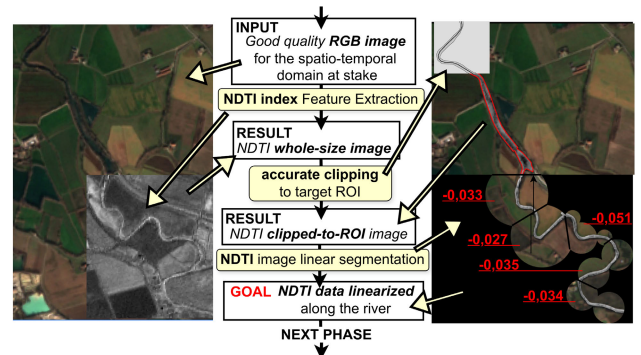 INPUT
Good quality RGB image
for the spatio-temporal
domain at stake
NDTI index Feature Extraction
RESULT
NDTI whole-size image
accurate clipping
to target ROI
RESULT
NDTI clipped-to-ROI image
NDTI image linear segmentation
GOAL NDTI data linearized
along the river
NEXT PHASE
-0,033
-0,051
-0,027
-0,035
-0,034